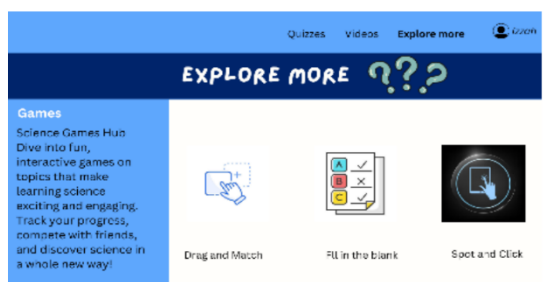 Quizzes Videos Explore more Izzah
EXPLORE MORE ???
Games
Science Games Hub
Dive into fun,
interactive games on
topics that make
learning science
exciting and engaging.
Track your progress,
compete with friends,
and discover science in
a whole new way!
A
B
C
Drag and Match Fll in the blank Spot and Click